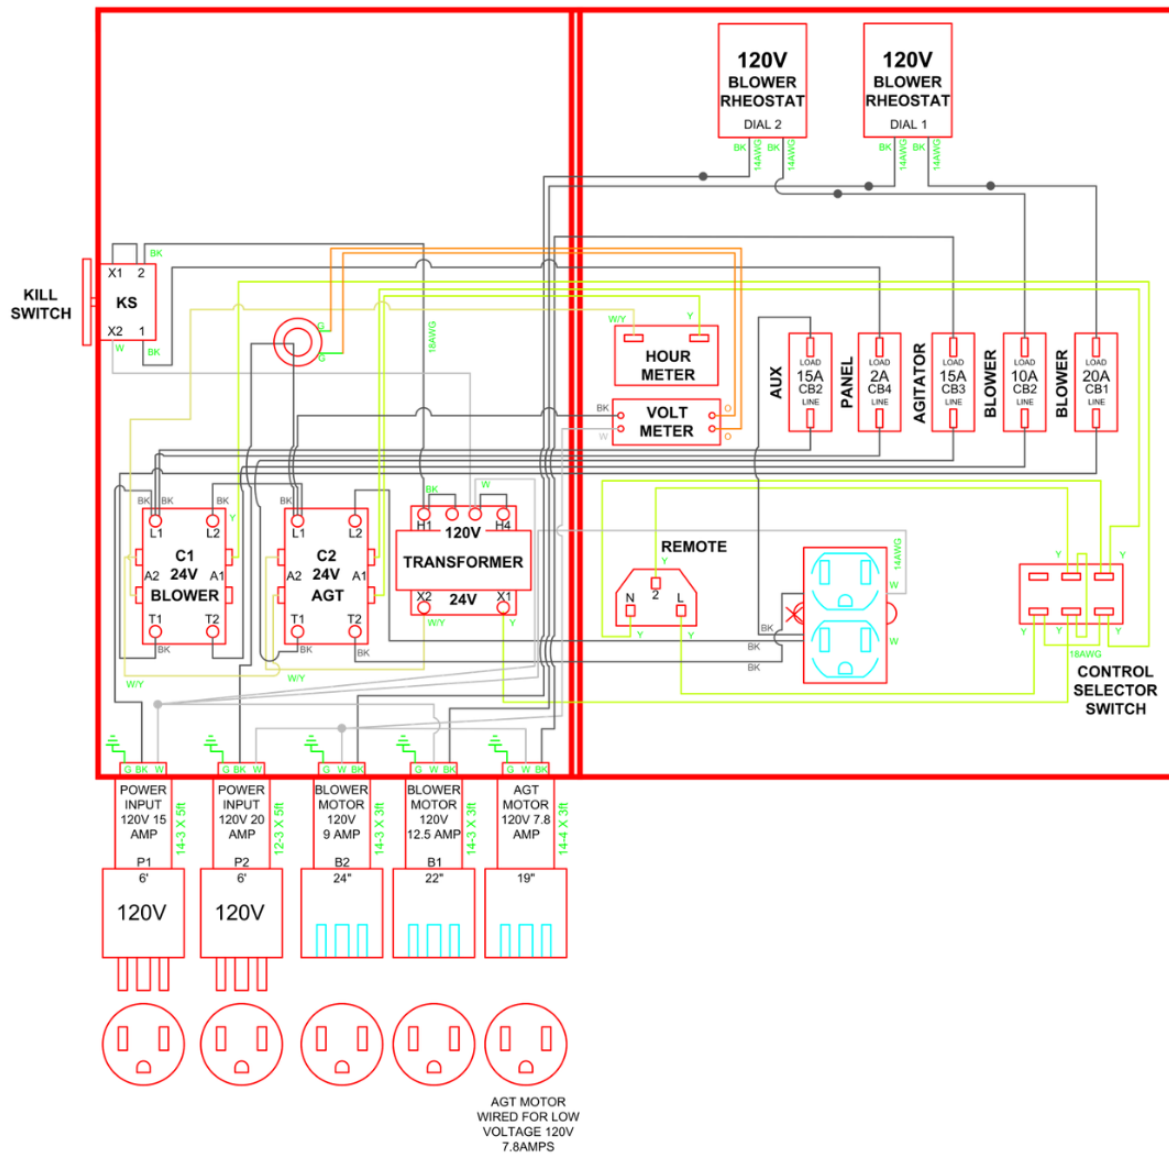 120V
BLOWER
RHEOSTAT
DIAL 2
BK
14AWG
BK
14AWG
120V
BLOWER
RHEOSTAT
DIAL 1
BK
14AWG
BK
14AWG
KILL
SWITCH
X1 2
KS
X2 1
W
BK
BK
G
G
18AWG
W/Y
Y
HOUR
METER
BK
W
VOLT
METER
O
O
AUX
LOAD
15A
CB2
LINE
PANEL
LOAD
2A
CB4
LINE
AGITATOR
LOAD
15A
CB3
LINE
BLOWER
LOAD
10A
CB2
LINE
BLOWER
LOAD
20A
CB1
LINE
BK
BK
BK
Y
L1 L2
C1
24V
A2 A1
BLOWER
T1 T2
BK
W/Y
BK
L1 L2
C2
24V
A2 A1
AGT
T1 T2
BK
BK
W/Y
BK
W
H1 H4
120V
TRANSFORMER
24V
X2 X1
W/Y
Y
REMOTE
Y
N 2 L
Y
Y
14AWG
W
W
BK
BK
BK
Y
Y
Y
Y
Y
Y
18AWG
CONTROL
SELECTOR
SWITCH
G BK W
POWER
INPUT
120V 15
AMP
14-3 X 5ft
P1
6'
120V
G BK W
POWER
INPUT
120V 20
AMP
12-3 X 5ft
P2
6'
120V
G W BK
BLOWER
MOTOR
120V
9 AMP
14-3 X 3ft
B2
24"
G W BK
BLOWER
MOTOR
120V
12.5 AMP
14-3 X 3ft
B1
22"
G W BK
AGT
MOTOR
120V 7.8
AMP
14-4 X 3ft
19"
AGT MOTOR
WIRED FOR LOW
VOLTAGE 120V
7.8AMPS